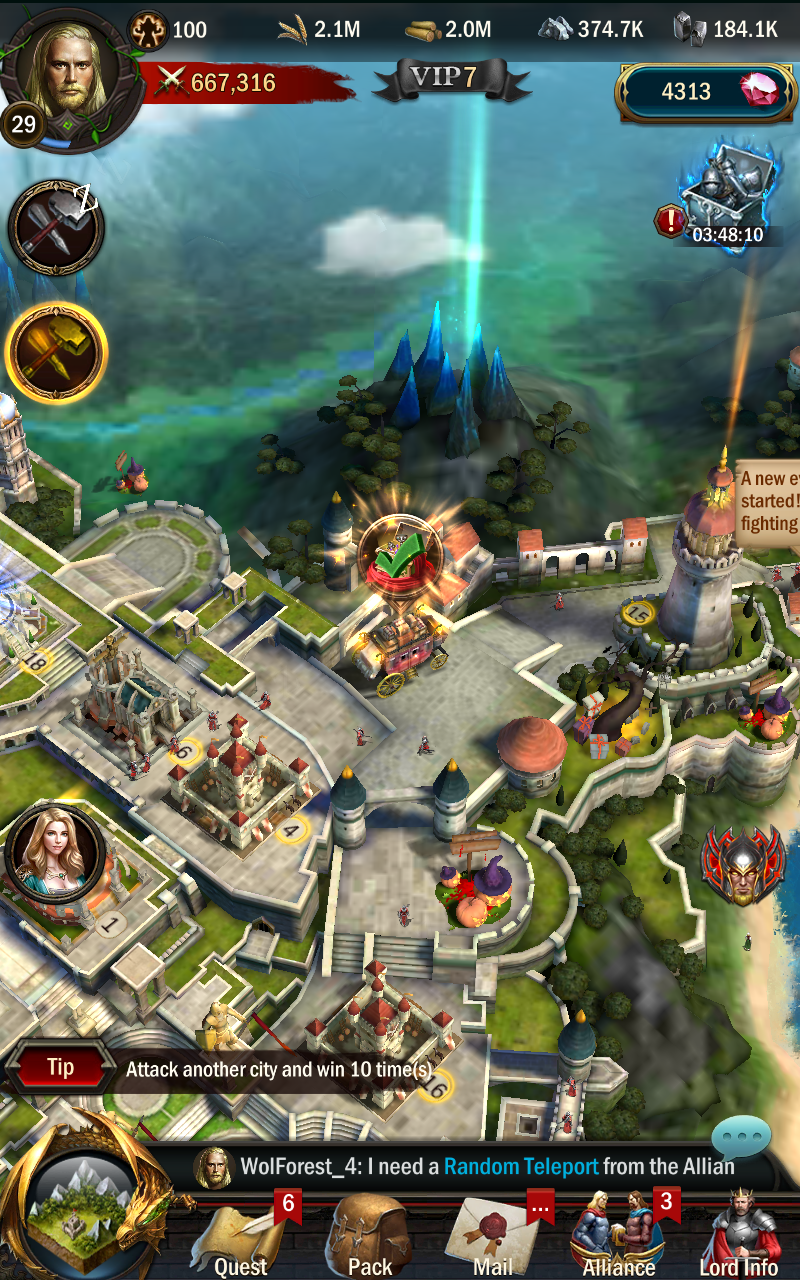 100
2.1M
2.0M
374.7K
184.1K
667,316
VIP7
4313
29
Z
!
03:48:10
A new ev
started!
fighting
15
18
6
4
1
16
Tip
Attack another city and win 10 time(s)
WolForest_4: I need a Random Teleport from the Allian
6
...
3
Quest
Pack
Mail
Alliance
Lord Info